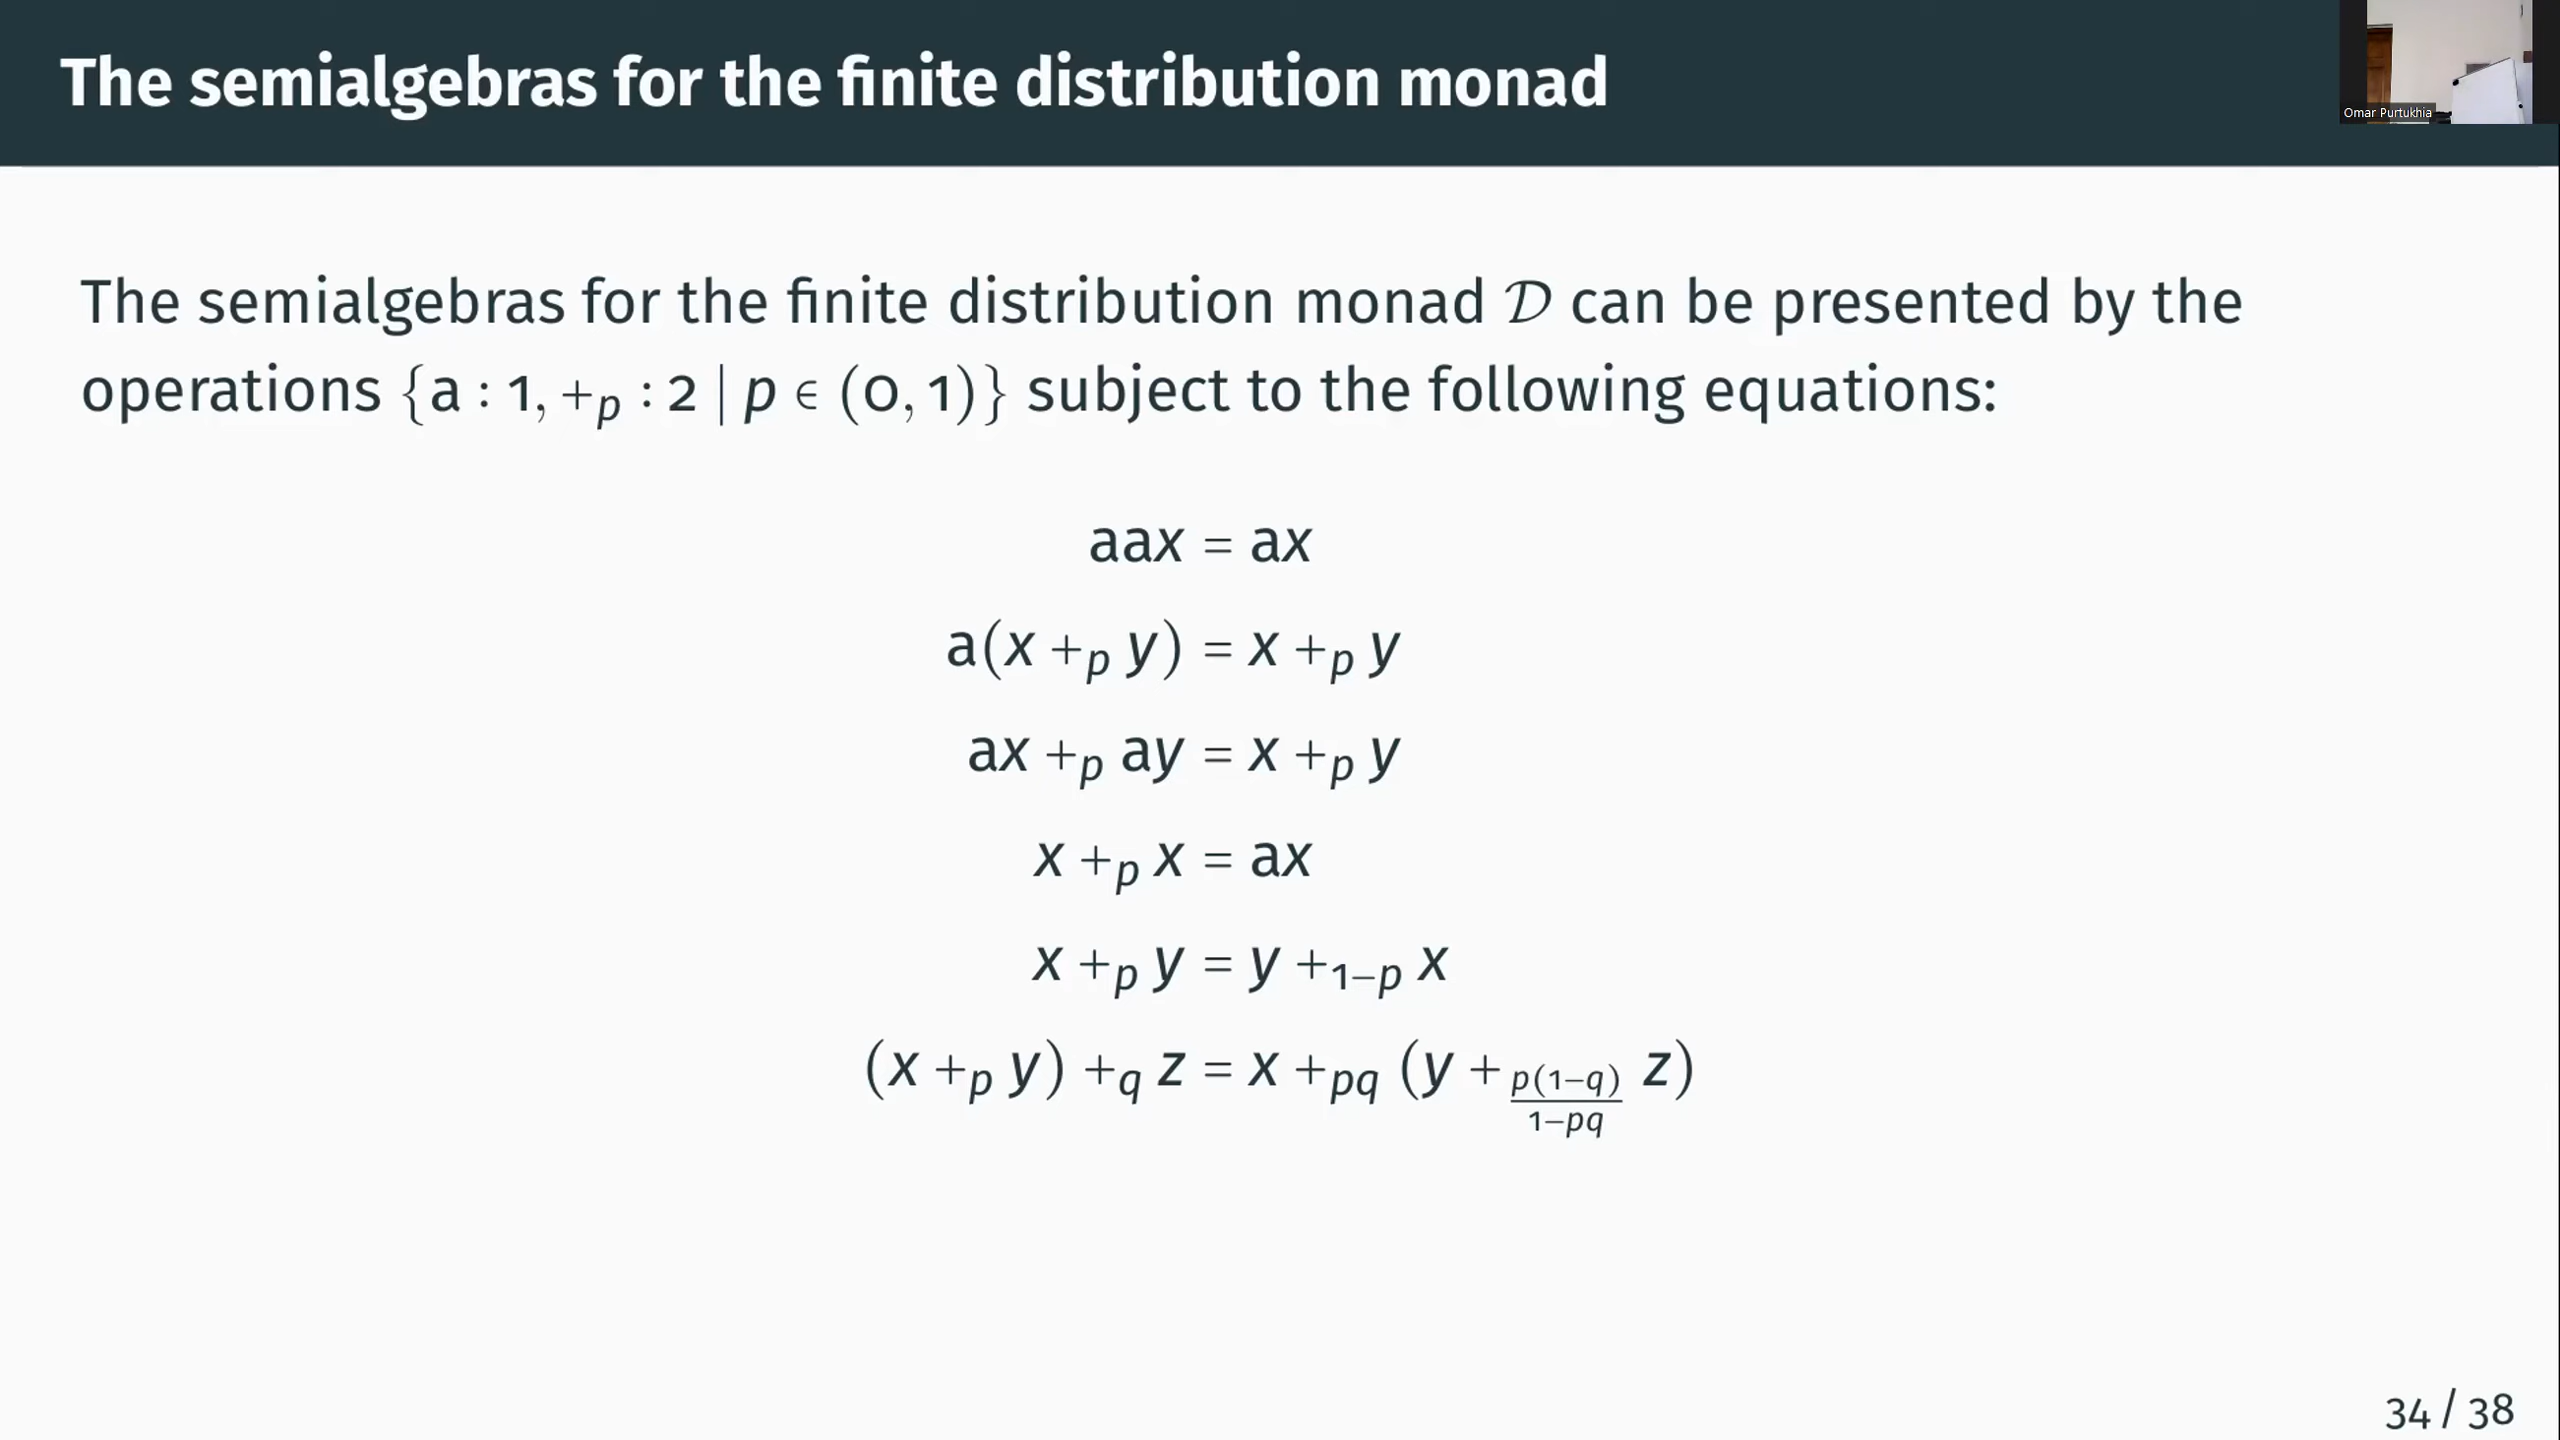 The semialgebras for the finite distribution monad
Omar Purtukhia
The semialgebras for the finite distribution monad 𝒟 can be presented by the
operations {a : 1, +ₚ : 2 | p ∈ (0, 1)} subject to the following equations:
aax = ax
a(x +_p y) = x +_p y
ax +_p ay = x +_p y
x +_p x = ax
x +_p y = y +_{1−p} x
(x +_p y) +_q z = x +_{pq} (y +_{\frac{p(1−q)}{1−pq}} z)
34 / 38